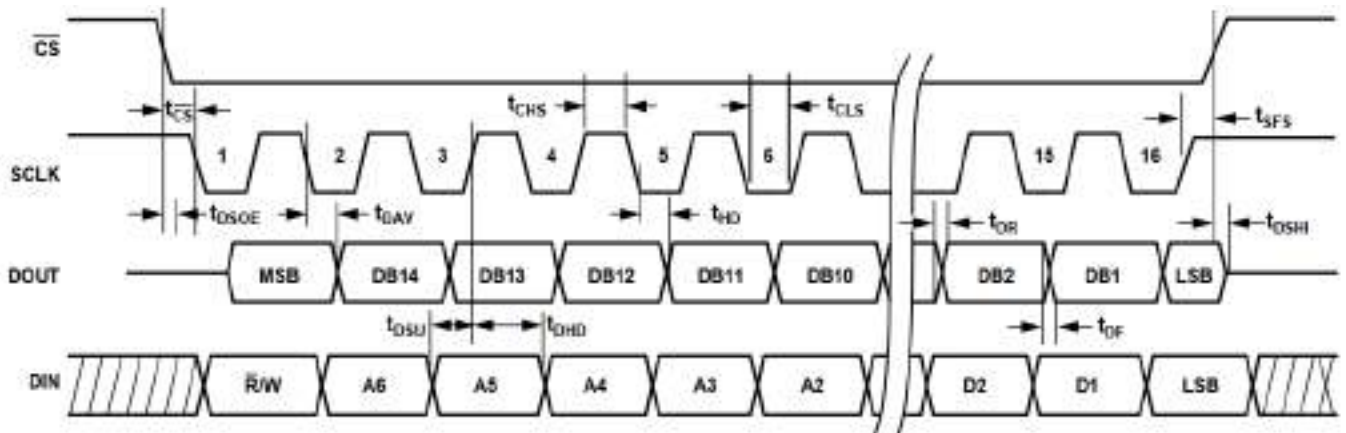 CS
tCS
tCHS
tCLS
tSFS
SCLK
1 2 3 4 5 6 15 16
tDSOE
tDAV
tHD
tDR
tDSHI
DOUT
MSB DB14 DB13 DB12 DB11 DB10 DB2 DB1 LSB
tDSU
tDHD
tDF
DIN
R/W A6 A5 A4 A3 A2 D2 D1 LSB